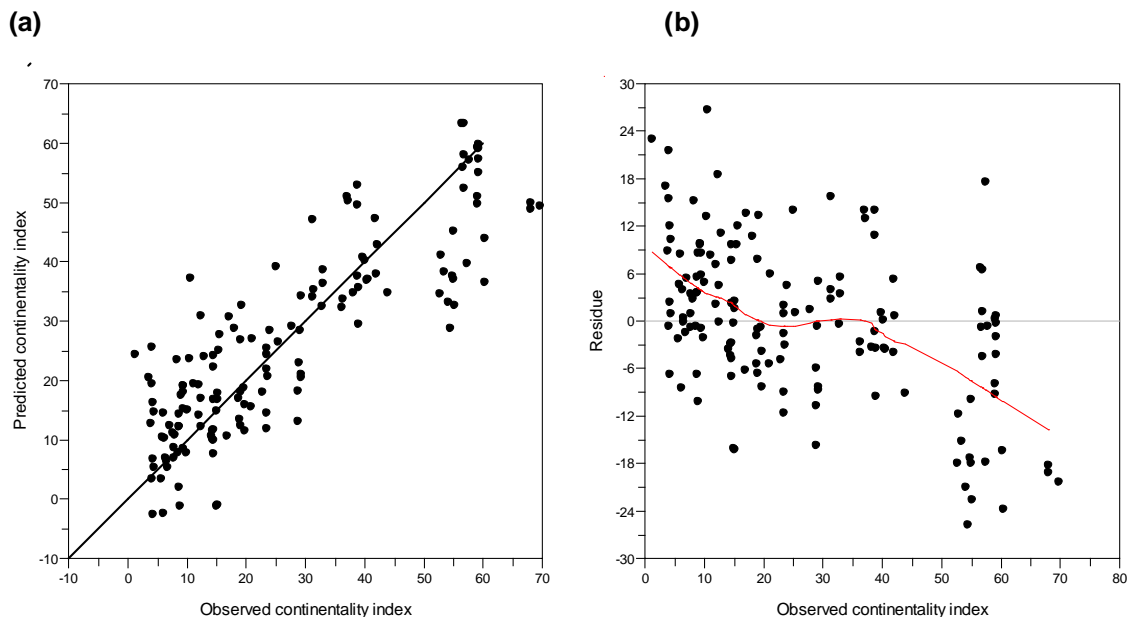 (a)
(b)
70
60
50
40
30
20
10
0
-10
Predicted continentality index
-10 0 10 20 30 40 50 60 70
Observed continentality index
30
24
18
12
6
0
-6
-12
-18
-24
-30
Residue
0 10 20 30 40 50 60 70 80
Observed continentality index